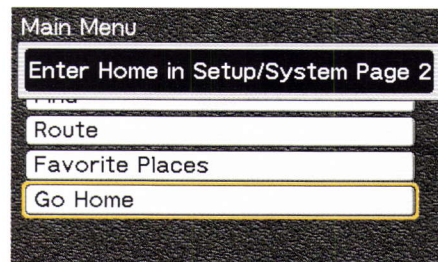 Main Menu
Enter Home in Setup/System Page 2
Route
Favorite Places
Go Home